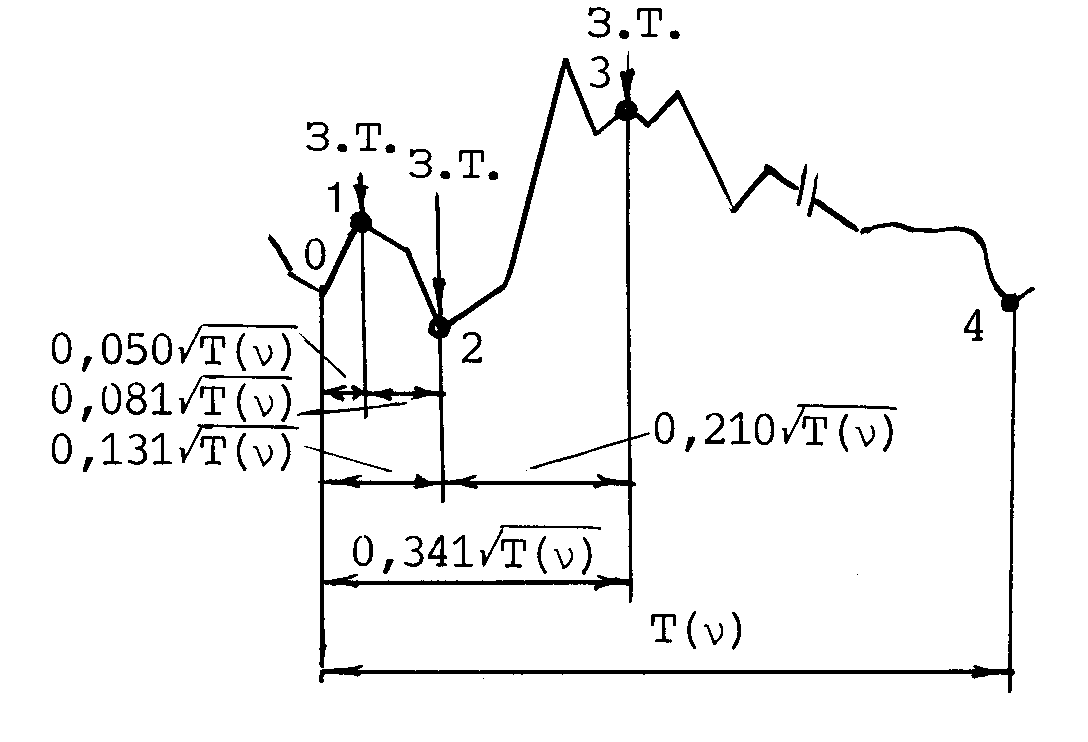 З.Т.
3
З.Т.
З.Т.
1
0
2
4
0,050√T(ν)
0,081√T(ν)
0,131√T(ν)
0,210√T(ν)
0,341√T(ν)
T(ν)